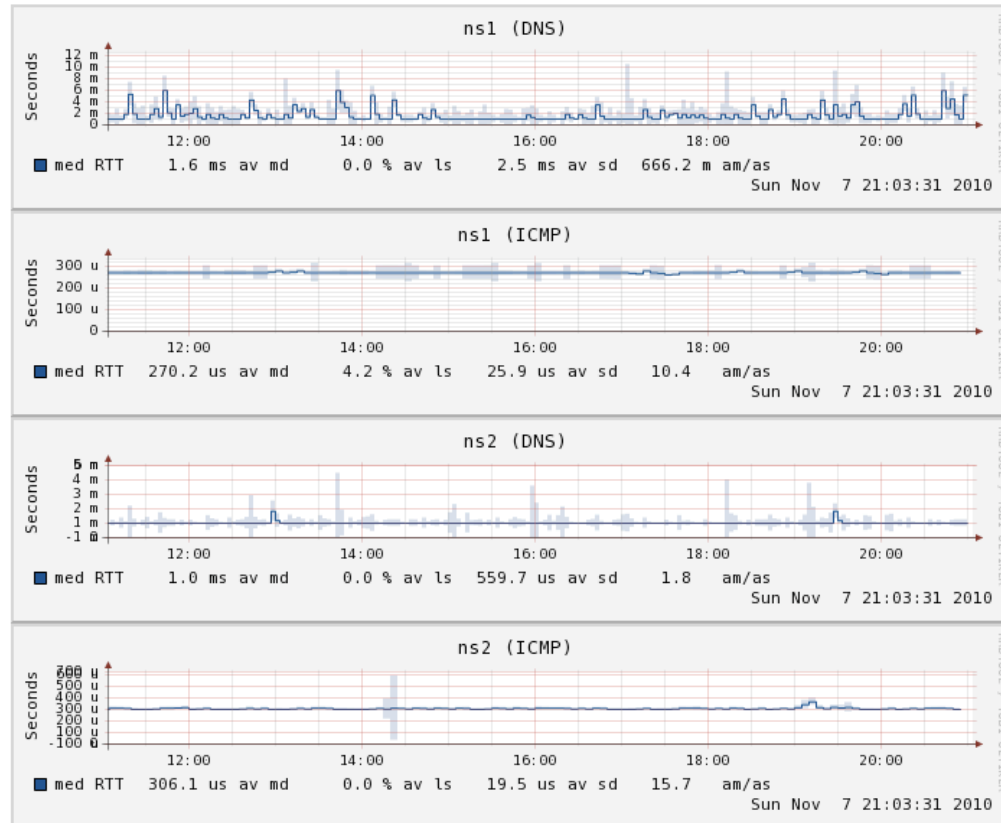 ns1 (DNS)
Seconds
12 m
10 m
8 m
6 m
4 m
2 m
0
12:00 14:00 16:00 18:00 20:00
med RTT 1.6 ms av md 0.0 % av ls 2.5 ms av sd 666.2 m am/as
Sun Nov 7 21:03:31 2010
ns1 (ICMP)
Seconds
300 u
200 u
100 u
0
12:00 14:00 16:00 18:00 20:00
med RTT 270.2 us av md 4.2 % av ls 25.9 us av sd 10.4 am/as
Sun Nov 7 21:03:31 2010
ns2 (DNS)
Seconds
5 m
4 m
3 m
2 m
1 m
0
-1 m
12:00 14:00 16:00 18:00 20:00
med RTT 1.0 ms av md 0.0 % av ls 559.7 us av sd 1.8 am/as
Sun Nov 7 21:03:31 2010
ns2 (ICMP)
Seconds
700 u
600 u
500 u
400 u
300 u
200 u
100 u
0
-100 u
12:00 14:00 16:00 18:00 20:00
med RTT 306.1 us av md 0.0 % av ls 19.5 us av sd 15.7 am/as
Sun Nov 7 21:03:31 2010